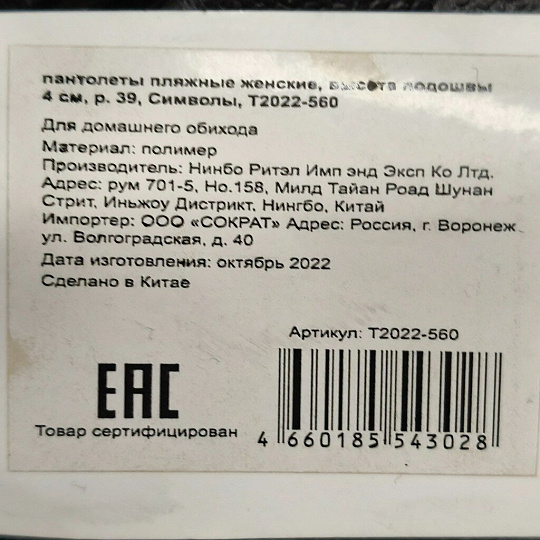 пантолеты пляжные женские, высота подошвы
4 см, р. 39, Символы, Т2022-560
Для домашнего обихода
Материал: полимер
Производитель: Нинбо Ритэл Имп энд Эксп Ко Лтд.
Адрес: рум 701-5, Но.158, Милд Тайан Роад Шунан
Стрит, Иньжоу Дистрикт, Нингбо, Китай
Импортер: ООО «СОКРАТ» Адрес: Россия, г. Воронеж
ул. Волгоградская, д. 40
Дата изготовления: октябрь 2022
Сделано в Китае
Артикул: Т2022-560
ЕАС
Товар сертифицирован
4 660185 543028